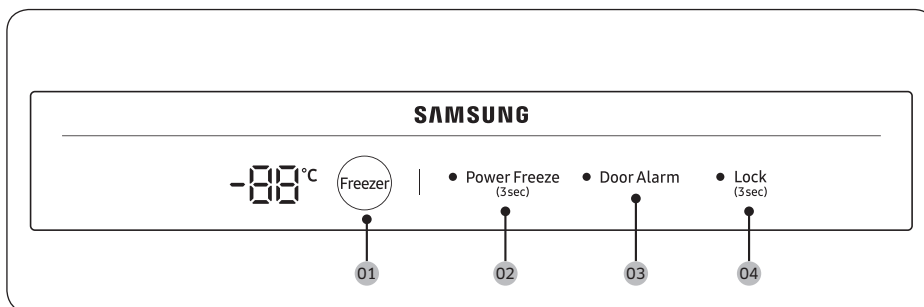 SAMSUNG
-88°C Freezer Power Freeze Door Alarm Lock
(3sec) (3sec)
01 02 03 04